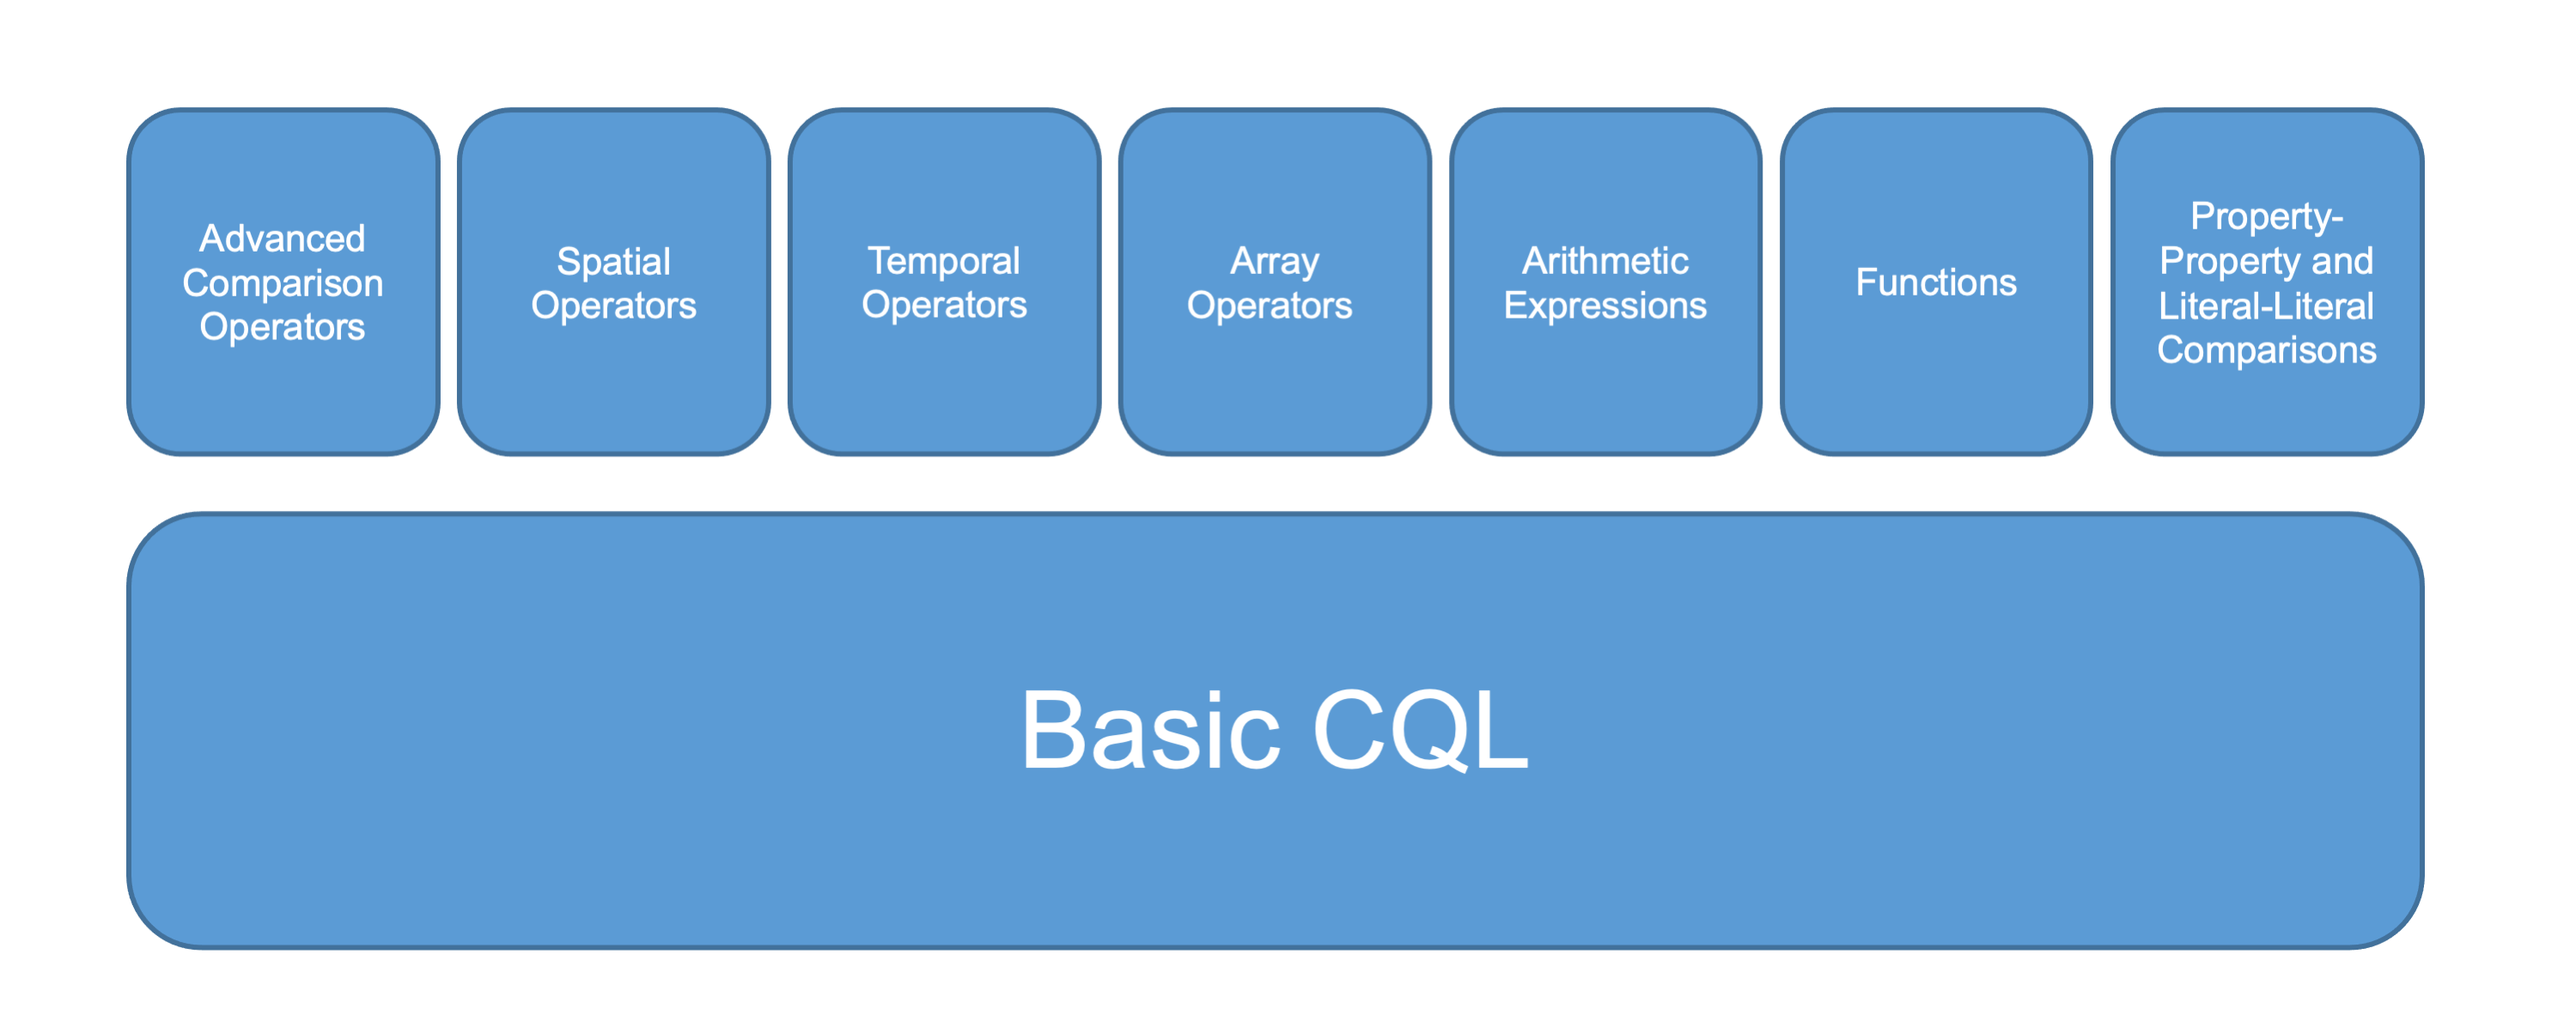 Advanced
Comparison
Operators
Spatial
Operators
Temporal
Operators
Array
Operators
Arithmetic
Expressions
Functions
Property-
Property and
Literal-Literal
Comparisons
Basic CQL